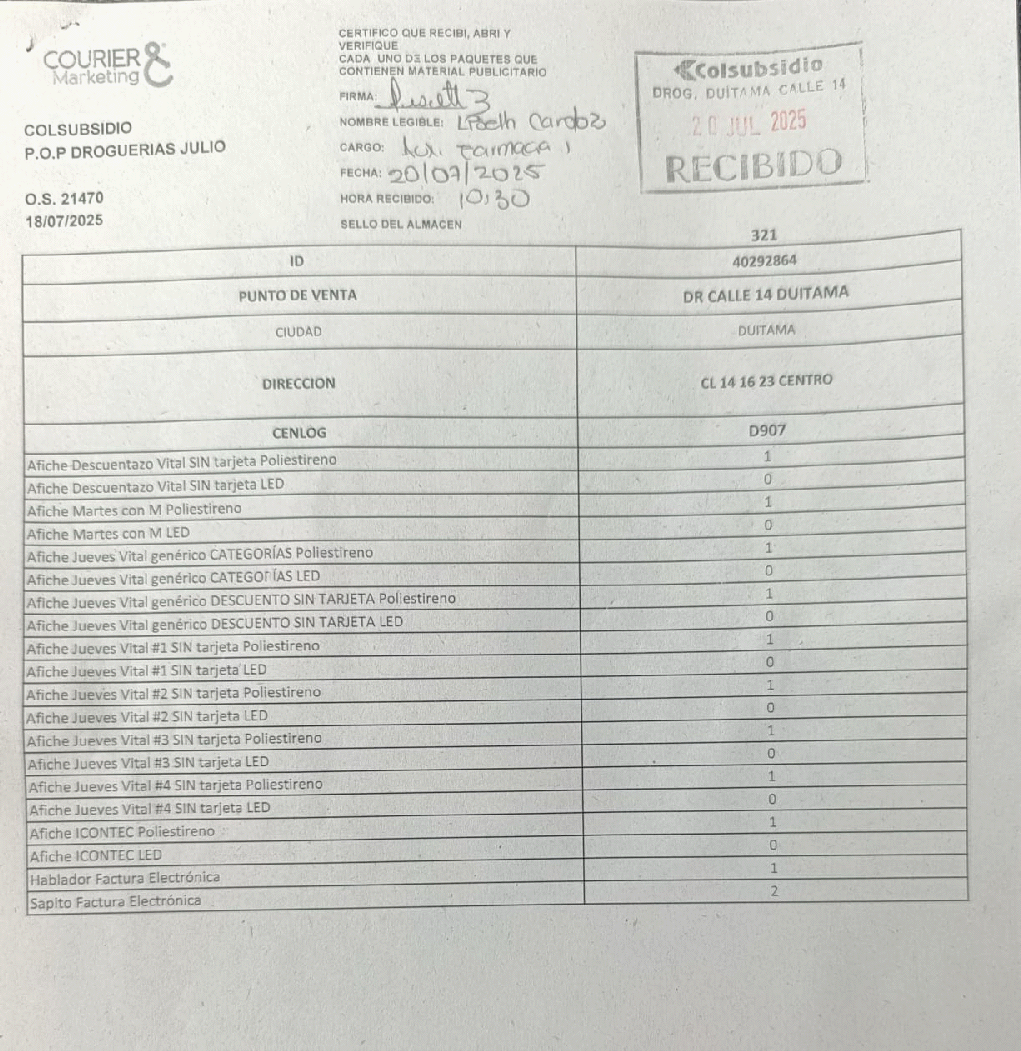 COURIER &
Marketing
COLSUBSIDIO
P.O.P DROGUERIAS JULIO
O.S. 21470
18/07/2025
CERTIFICO QUE RECIBI, ABRI Y
VERIFIQUE
CADA UNO DE LOS PAQUETES QUE
CONTIENEN MATERIAL PUBLICITARIO
FIRMA:
NOMBRE LEGIBLE: Cardoz
CARGO: farmacia 1
FECHA: 20/07/2025
HORA RECIBIDO: 10:30
SELLO DEL ALMACEN
Colsubsidio
DROG. DUITAMA CALLE 14
20 JUL 2025
RECIBIDO
321
ID 40292864
PUNTO DE VENTA DR CALLE 14 DUITAMA
CIUDAD DUITAMA
DIRECCION CL 14 16 23 CENTRO
CENLOG D907
Afiche Descuentazo Vital SIN tarjeta Poliestireno 1
Afiche Descuentazo Vital SIN tarjeta LED 0
Afiche Martes con M Poliestireno 1
Afiche Martes con M LED 0
Afiche Jueves Vital genérico CATEGORÍAS Poliestireno 1
Afiche Jueves Vital genérico CATEGORÍAS LED 0
Afiche Jueves Vital genérico DESCUENTO SIN TARJETA Poliestireno 1
Afiche Jueves Vital genérico DESCUENTO SIN TARJETA LED 0
Afiche Jueves Vital #1 SIN tarjeta Poliestireno 1
Afiche Jueves Vital #1 SIN tarjeta LED 0
Afiche Jueves Vital #2 SIN tarjeta Poliestireno 1
Afiche Jueves Vital #2 SIN tarjeta LED 0
Afiche Jueves Vital #3 SIN tarjeta Poliestireno 1
Afiche Jueves Vital #3 SIN tarjeta LED 0
Afiche Jueves Vital #4 SIN tarjeta Poliestireno 1
Afiche Jueves Vital #4 SIN tarjeta LED 0
Afiche ICONTEC Poliestireno 1
Afiche ICONTEC LED 0
Hablador Factura Electrónica 1
Sapito Factura Electrónica 2